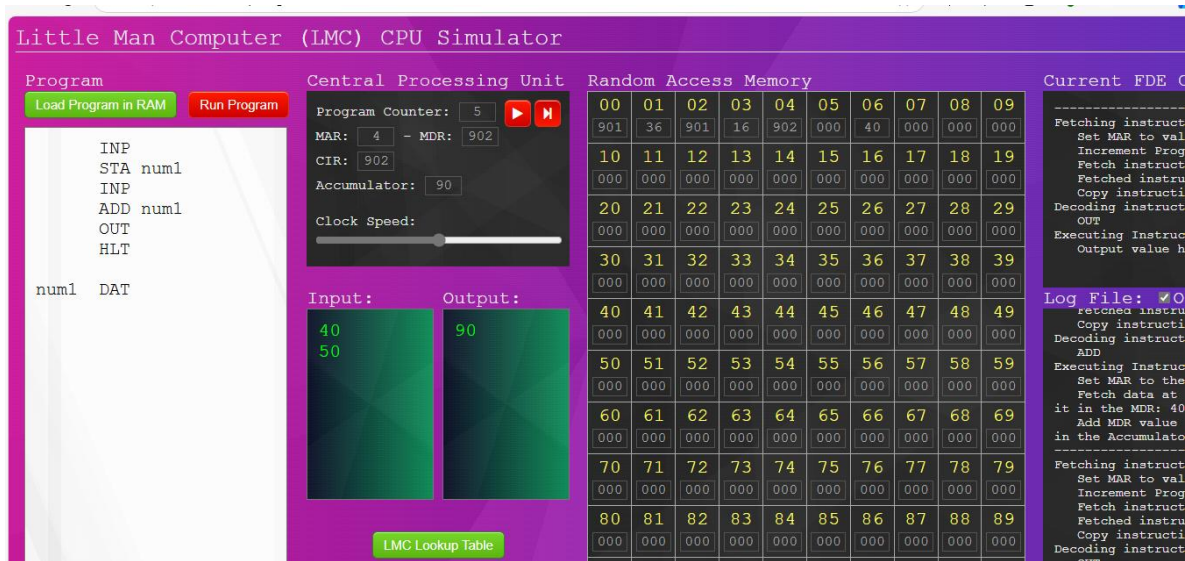 Little Man Computer (LMC) CPU Simulator
Program
Load Program in RAM Run Program
INP
STA num1
INP
ADD num1
OUT
HLT
num1 DAT
Central Processing Unit
Program Counter: 5
MAR: 4 - MDR: 902
CIR: 902
Accumulator: 90
Clock Speed:
Input: Output:
40 90
50
LMC Lookup Table
Random Access Memory
00 01 02 03 04 05 06 07 08 09
901 36 901 16 902 000 40 000 000 000
10 11 12 13 14 15 16 17 18 19
000 000 000 000 000 000 000 000 000 000
20 21 22 23 24 25 26 27 28 29
000 000 000 000 000 000 000 000 000 000
30 31 32 33 34 35 36 37 38 39
000 000 000 000 000 000 000 000 000 000
40 41 42 43 44 45 46 47 48 49
000 000 000 000 000 000 000 000 000 000
50 51 52 53 54 55 56 57 58 59
000 000 000 000 000 000 000 000 000 000
60 61 62 63 64 65 66 67 68 69
000 000 000 000 000 000 000 000 000 000
70 71 72 73 74 75 76 77 78 79
000 000 000 000 000 000 000 000 000 000
80 81 82 83 84 85 86 87 88 89
000 000 000 000 000 000 000 000 000 000
Current FDE C
--------------------
Fetching instruct
Set MAR to val
Increment Prog
Fetch instruct
Fetched instru
Copy instructi
Decoding instruct
OUT
Executing Instruc
Output value h
Log File: O
Fetched instru
Copy instructi
Decoding instruct
ADD
Executing Instruc
Set MAR to the
Fetch data at
it in the MDR: 40
Add MDR value
in the Accumulato
--------------------
Fetching instruct
Set MAR to val
Increment Prog
Fetch instruct
Fetched instru
Copy instructi
Decoding instruct